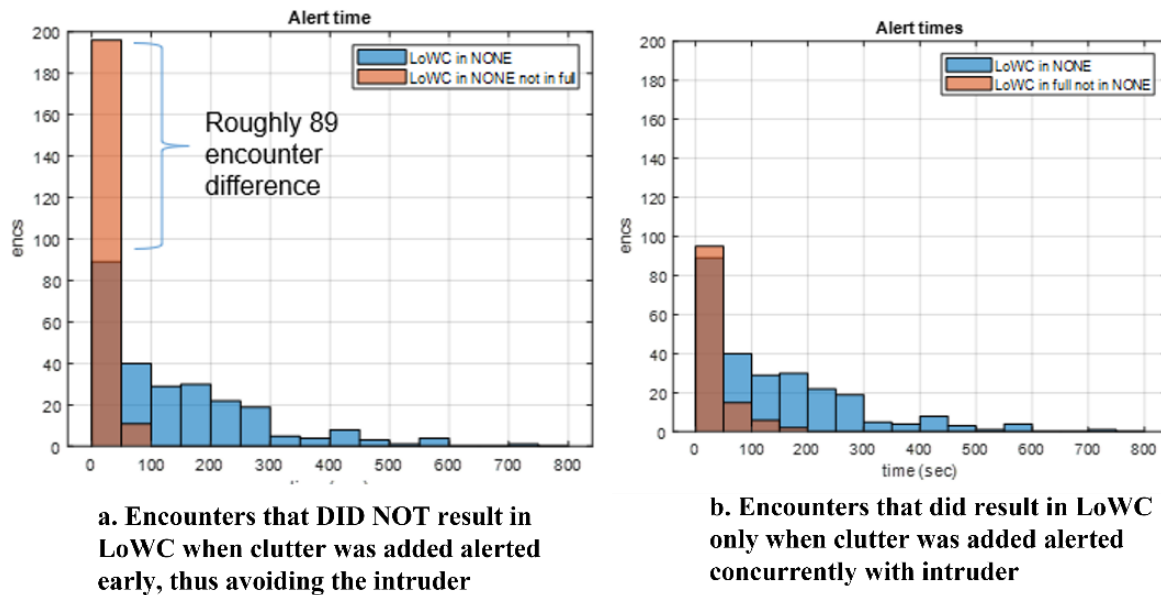 Alert time
LoWC in NONE
LoWC in NONE not in full
Roughly 89
encounter
difference
encs
200
180
160
140
120
100
80
60
40
20
0
0 100 200 300 400 500 600 700 800
a. Encounters that DID NOT result in
LoWC when clutter was added alerted
early, thus avoiding the intruder
Alert times
LoWC in NONE
LoWC in full not in NONE
encs
200
180
160
140
120
100
80
60
40
20
0
0 100 200 300 400 500 600 700 800
time (sec)
b. Encounters that did result in LoWC
only when clutter was added alerted
concurrently with intruder